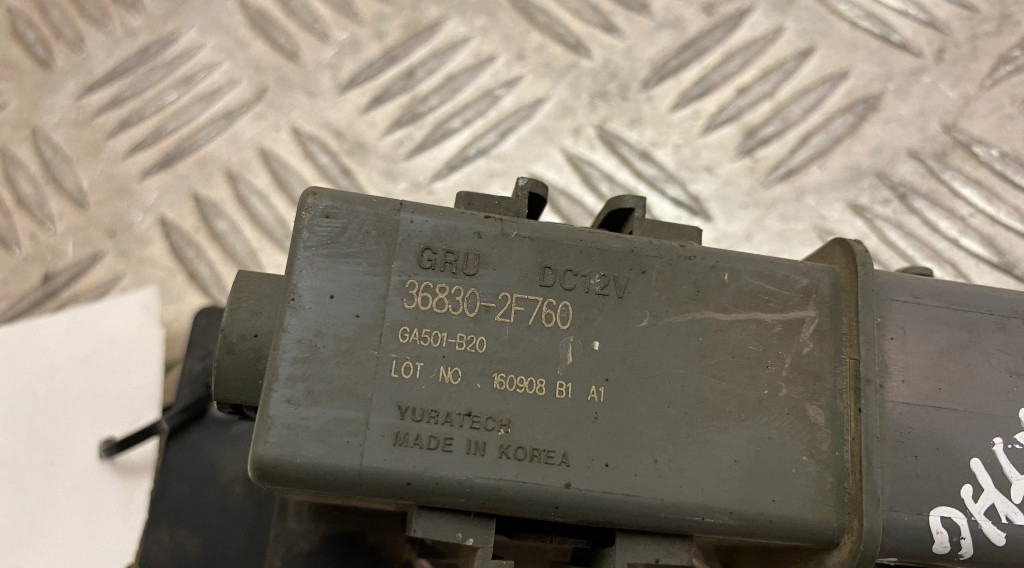 GRU DC12V
36830-2F760
GA501-B20
LOT NO .160908 B1 A1
YURATECH
MADE IN KOREA